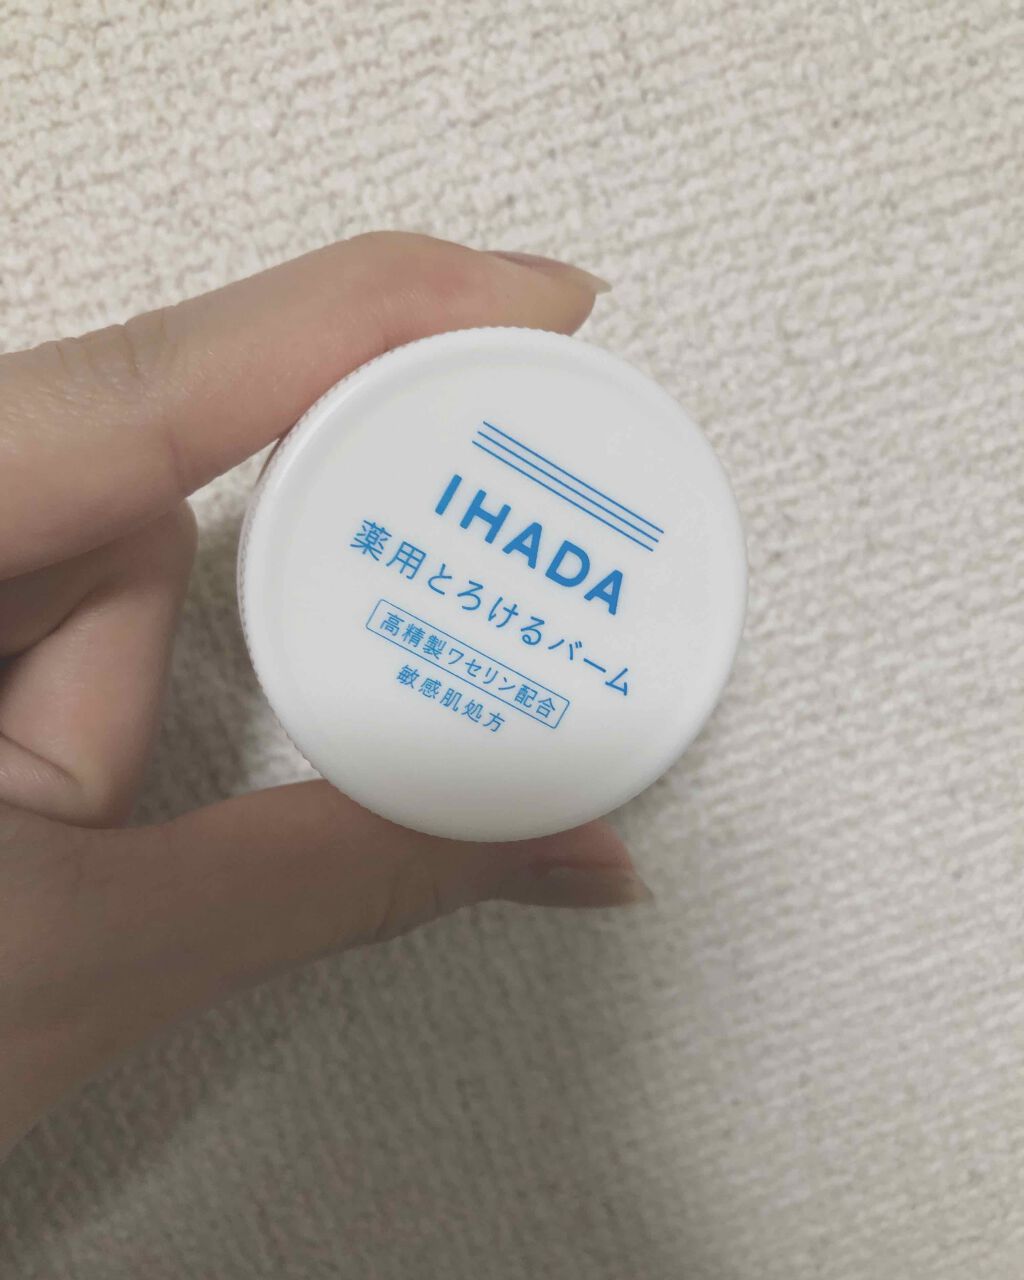 IHADA
薬用とろけるバーム
高精製ワセリン配合
敏感肌処方